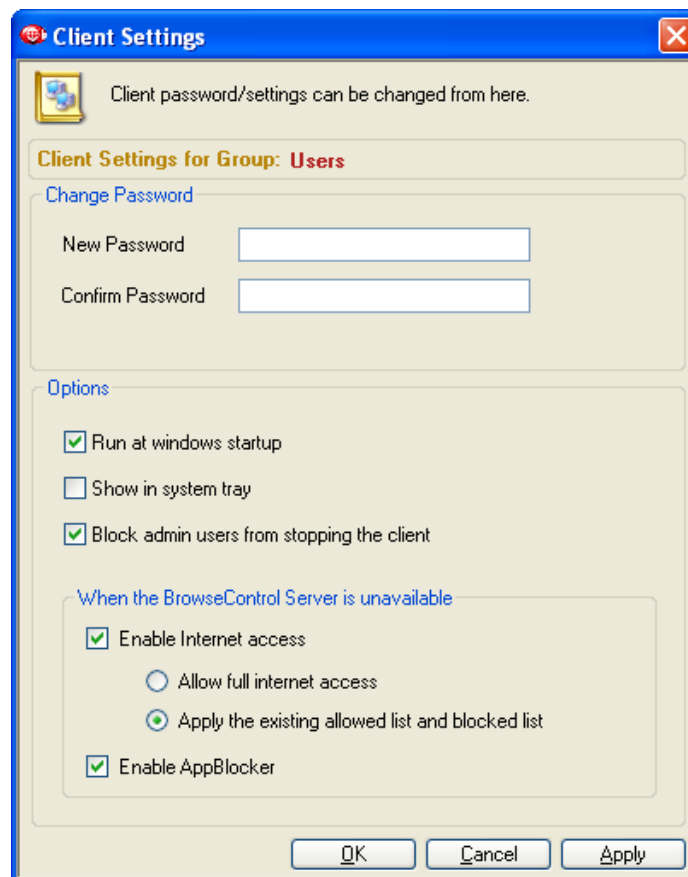 Client Settings
Client password/settings can be changed from here.
Client Settings for Group: Users
Change Password
New Password
Confirm Password
Options
Run at windows startup
Show in system tray
Block admin users from stopping the client
When the BrowseControl Server is unavailable
Enable Internet access
Allow full internet access
Apply the existing allowed list and blocked list
Enable AppBlocker
OK Cancel Apply